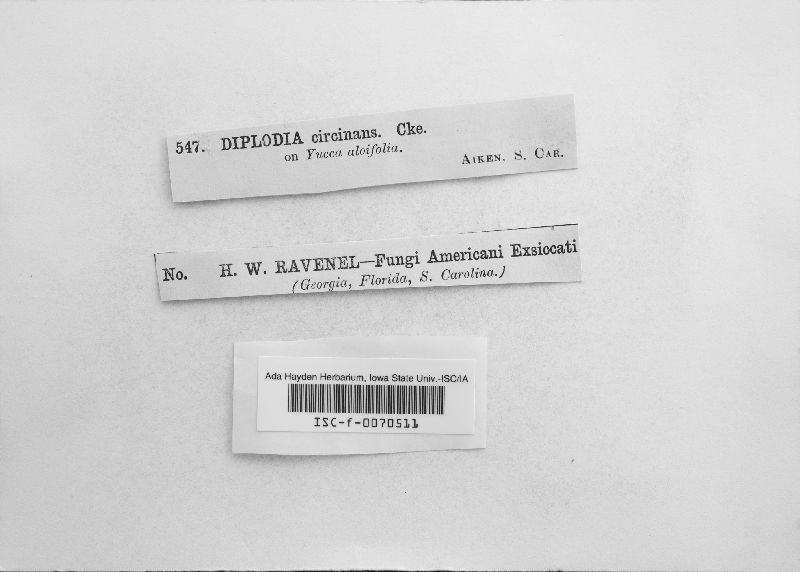 547. DIPLODIA circinans. Cke.
on Yucca aloifolia.
AIKEN, S. CAR.
No. H. W. RAVENEL—Fungi Americani Exsiccati
(Georgia, Florida, S. Carolina.)
Ada Hayden Herbarium, Iowa State Univ.-ISC/IA
ISC-f-0070511